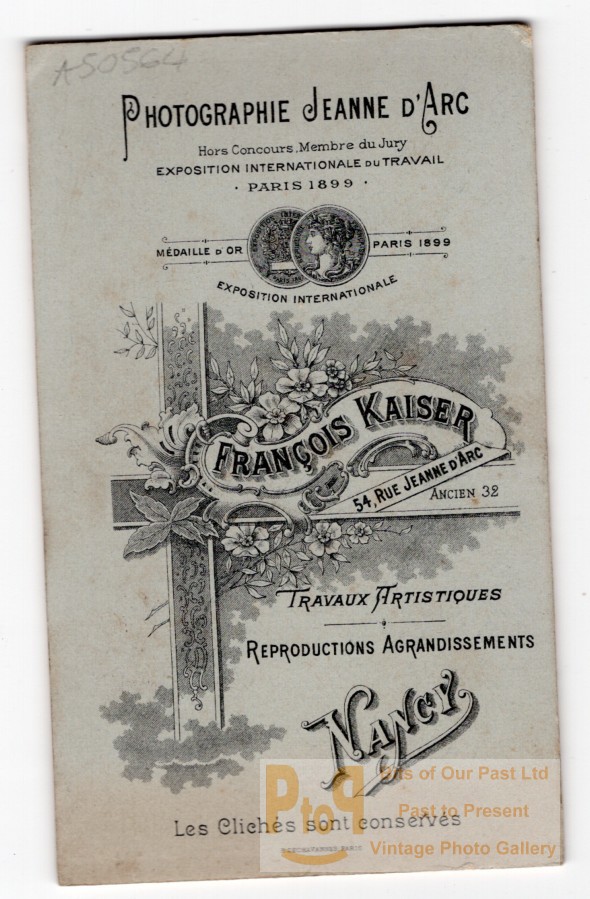 A50564
PHOTOGRAPHIE JEANNE D'ARC
Hors Concours, Membre du Jury
EXPOSITION INTERNATIONALE DU TRAVAIL
· PARIS 1899 ·
MÉDAILLE D'OR PARIS 1899
EXPOSITION INTERNATIONALE
FRANÇOIS KAISER
54, RUE JEANNE D'ARC
ANCIEN 32
TRAVAUX ARTISTIQUES
REPRODUCTIONS AGRANDISSEMENTS
NANCY
Les Clichés sont conservés
PtoP
Bits of Our Past Ltd
Past to Present
Vintage Photo Gallery